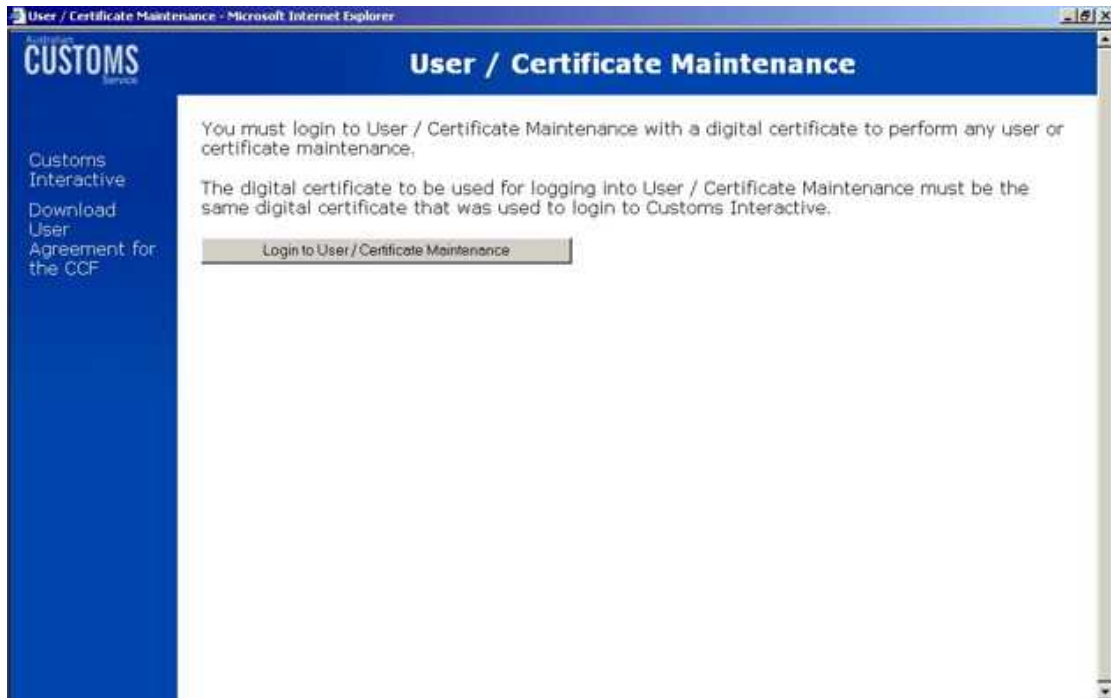 User / Certificate Maintenance - Microsoft Internet Explorer
Australian
CUSTOMS
Service
User / Certificate Maintenance
Customs
Interactive
Download
User
Agreement for
the CCF
You must login to User / Certificate Maintenance with a digital certificate to perform any user or
certificate maintenance.
The digital certificate to be used for logging into User / Certificate Maintenance must be the
same digital certificate that was used to login to Customs Interactive.
Login to User / Certificate Maintenance